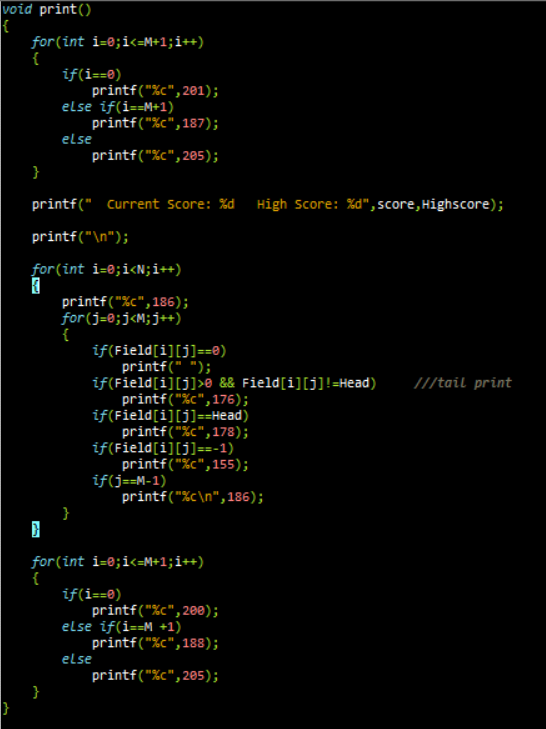 void print()
{
    for(int i=0;i<=M+1;i++)
    {
        if(i==0)
            printf("%c",201);
        else if(i==M+1)
            printf("%c",187);
        else
            printf("%c",205);
    }

    printf("  Current Score: %d   High Score: %d",score,Highscore);

    printf("\n");

    for(int i=0;i<N;i++)
    {
        printf("%c",186);
        for(j=0;j<M;j++)
        {
            if(Field[i][j]==0)
                printf(" ");
            if(Field[i][j]>0 && Field[i][j]!=Head)     ///tail print
                printf("%c",176);
            if(Field[i][j]==Head)
                printf("%c",178);
            if(Field[i][j]==-1)
                printf("%c",155);
            if(j==M-1)
                printf("%c\n",186);
        }
    }

    for(int i=0;i<=M+1;i++)
    {
        if(i==0)
            printf("%c",200);
        else if(i==M +1)
            printf("%c",188);
        else
            printf("%c",205);
    }
}